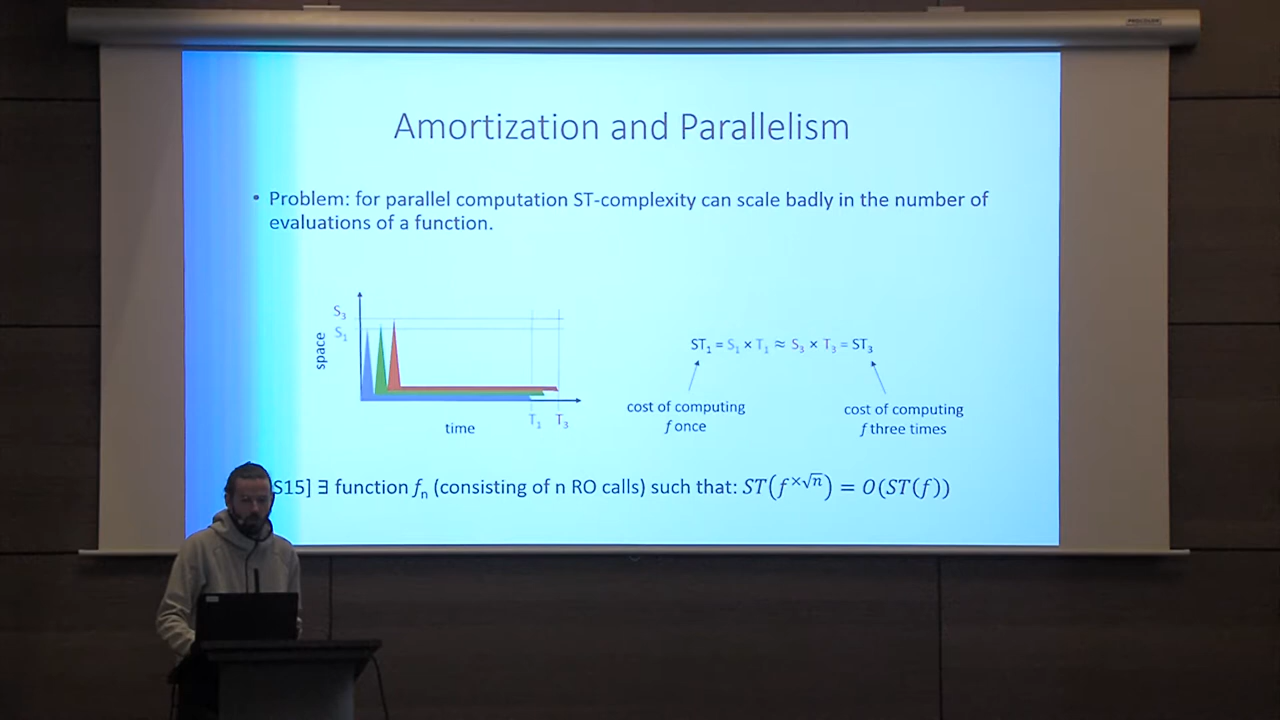 Amortization and Parallelism
• Problem: for parallel computation ST-complexity can scale badly in the number of
evaluations of a function.
S₃
S₁
space
T₁ T₃
time
ST₁ = S₁ × T₁ ≈ S₃ × T₃ = ST₃
cost of computing
f once
cost of computing
f three times
S15] ∃ function fₙ (consisting of n RO calls) such that: ST(f^{×√n}) = O(ST(f))